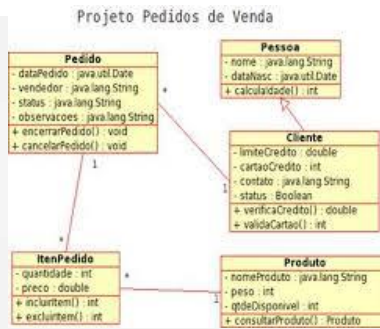 Projeto Pedidos de Venda
Pedido
- dataPedido : java.util.Date
- vendedor : java.lang.String
- status : java.lang.String
- observacoes : java.lang.String
+ encerrarPedido() : void
+ cancelarPedido() : void
Pessoa
- nome : java.lang.String
- dataNasc : java.util.Date
+ calculaIdade() : int
*
Cliente
- limiteCredito : double
- cartaoCredito : int
- contato : java.lang.String
- status : Boolean
+ verificaCredito() : double
+ validaCartao() : int
1
1
*
ItenPedido
- quantidade : int
- preco : double
+ incluirItem() : int
+ excluirItem() : int
*
1
Produto
- nomeProduto : java.lang.String
- peso : int
- qtdeDisponivel : int
+ consultarProduto() : Produto